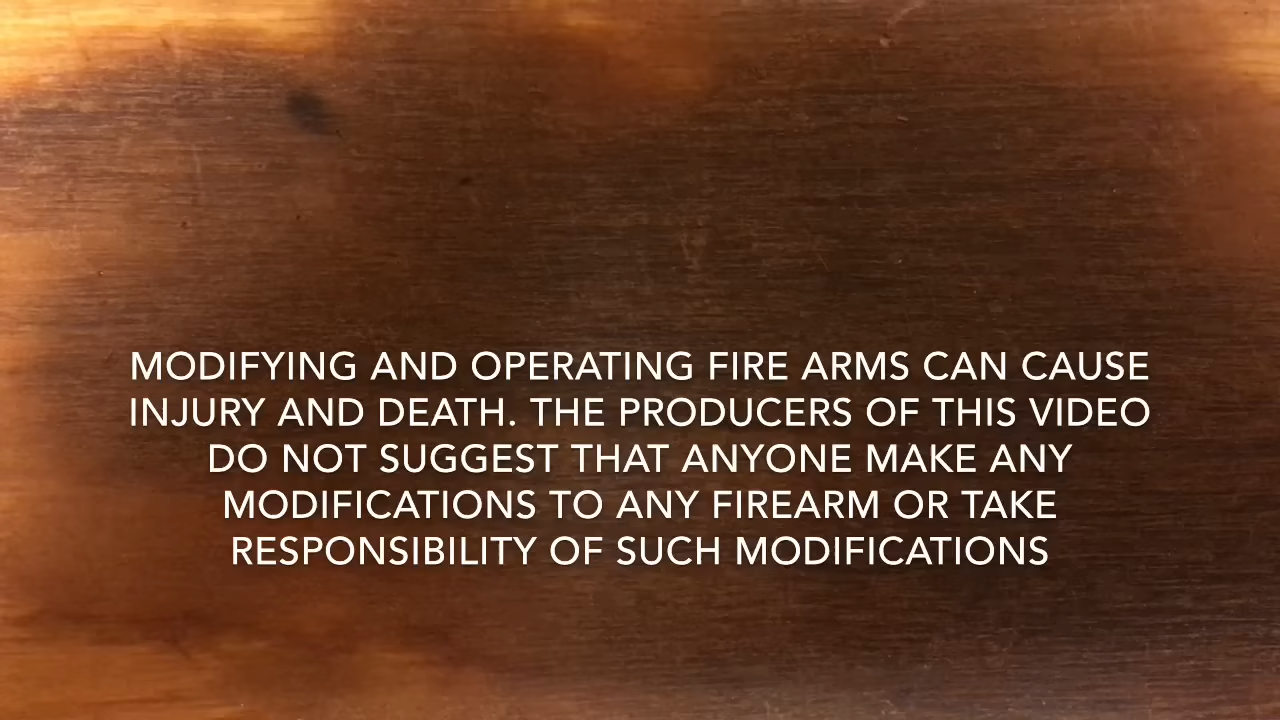 MODIFYING AND OPERATING FIRE ARMS CAN CAUSE
INJURY AND DEATH. THE PRODUCERS OF THIS VIDEO
DO NOT SUGGEST THAT ANYONE MAKE ANY
MODIFICATIONS TO ANY FIREARM OR TAKE
RESPONSIBILITY OF SUCH MODIFICATIONS